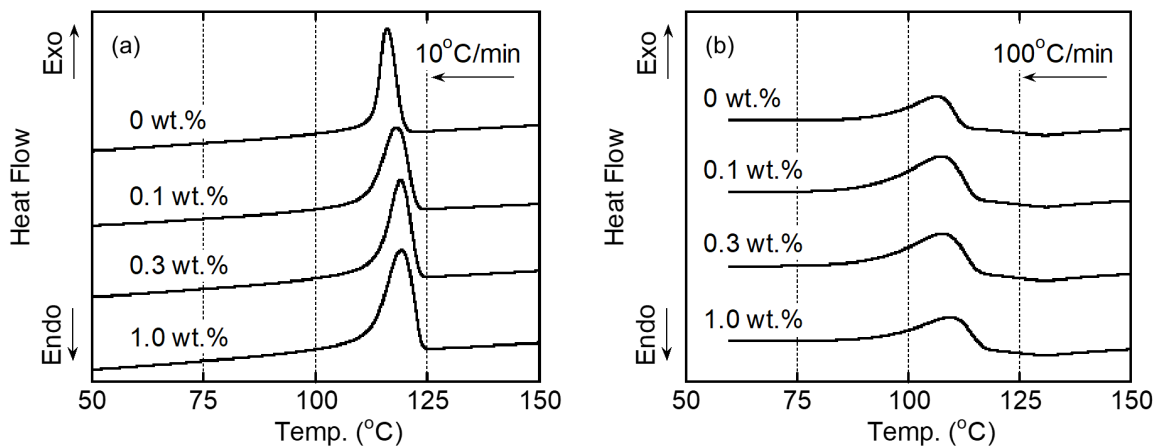 (a)
10°C/min
Exo
Heat Flow
Endo
0 wt.%
0.1 wt.%
0.3 wt.%
1.0 wt.%
50 75 100 125 150
Temp. (°C)
(b)
100°C/min
Exo
Heat Flow
Endo
0 wt.%
0.1 wt.%
0.3 wt.%
1.0 wt.%
50 75 100 125 150
Temp. (°C)